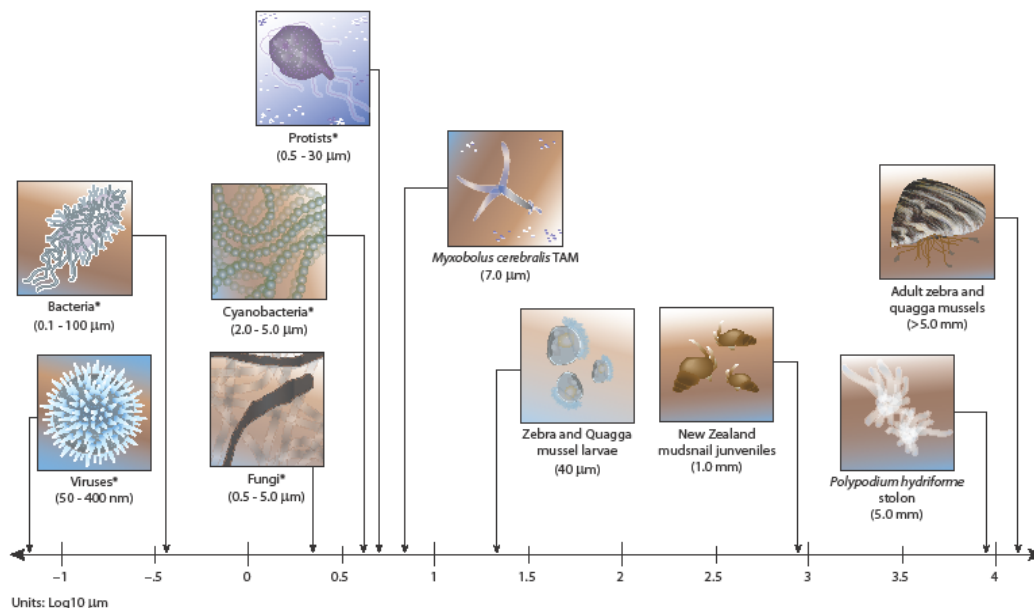 Protists*
(0.5 - 30 μm)
Bacteria*
(0.1 - 100 μm)
Cyanobacteria*
(2.0 - 5.0 μm)
Myxobolus cerebralis TAM
(7.0 μm)
Adult zebra and
quagga mussels
(>5.0 mm)
Viruses*
(50 - 400 nm)
Fungi*
(0.5 - 5.0 μm)
Zebra and Quagga
mussel larvae
(40 μm)
New Zealand
mudsnail junveniles
(1.0 mm)
Polypodium hydriforme
stolon
(5.0 mm)
−1 −.5 0 0.5 1 1.5 2 2.5 3 3.5 4
Units: Log10 μm